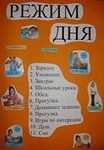 РЕЖИМ
ДНЯ
1. Зарядка
2. Умывание.
3. Завтрак
4. Школьные уроки
5. Обед.
6. Прогулка.
7. Домашнее задание
8. Прогулка.
9. Игры по интересам.
10. Душ.
11. Сон.